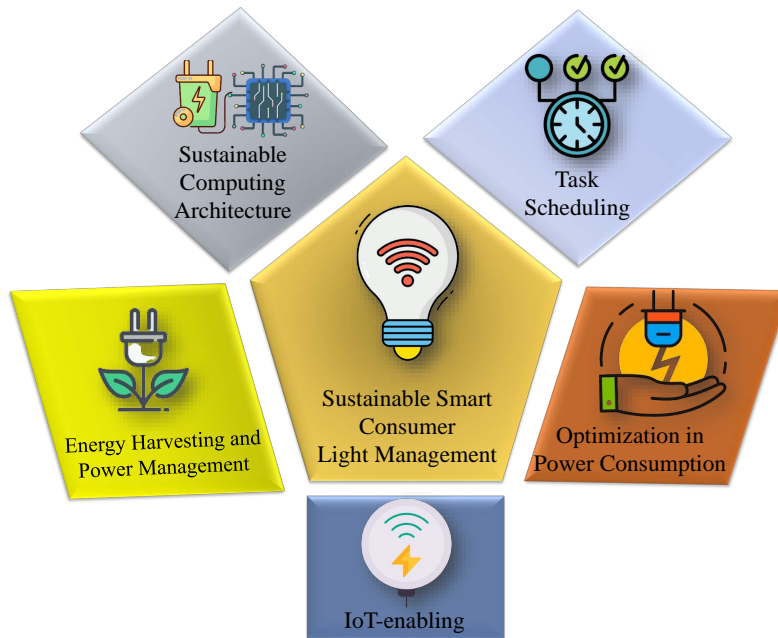 Sustainable
Computing
Architecture
Task
Scheduling
Sustainable Smart
Consumer
Light Management
Energy Harvesting and
Power Management
Optimization in
Power Consumption
IoT-enabling